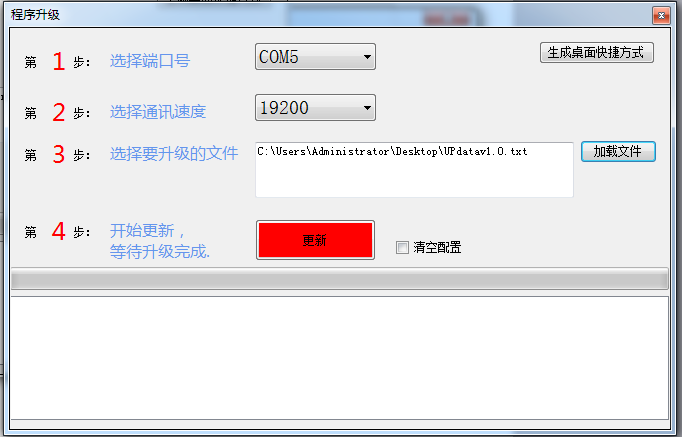 程序升级
生成桌面快捷方式
第 1 步: 选择端口号 COM5
第 2 步: 选择通讯速度 19200
第 3 步: 选择要升级的文件 C:\Users\Administrator\Desktop\UPdatav1.0.txt 加载文件
第 4 步: 开始更新，
等待升级完成.
更新
清空配置